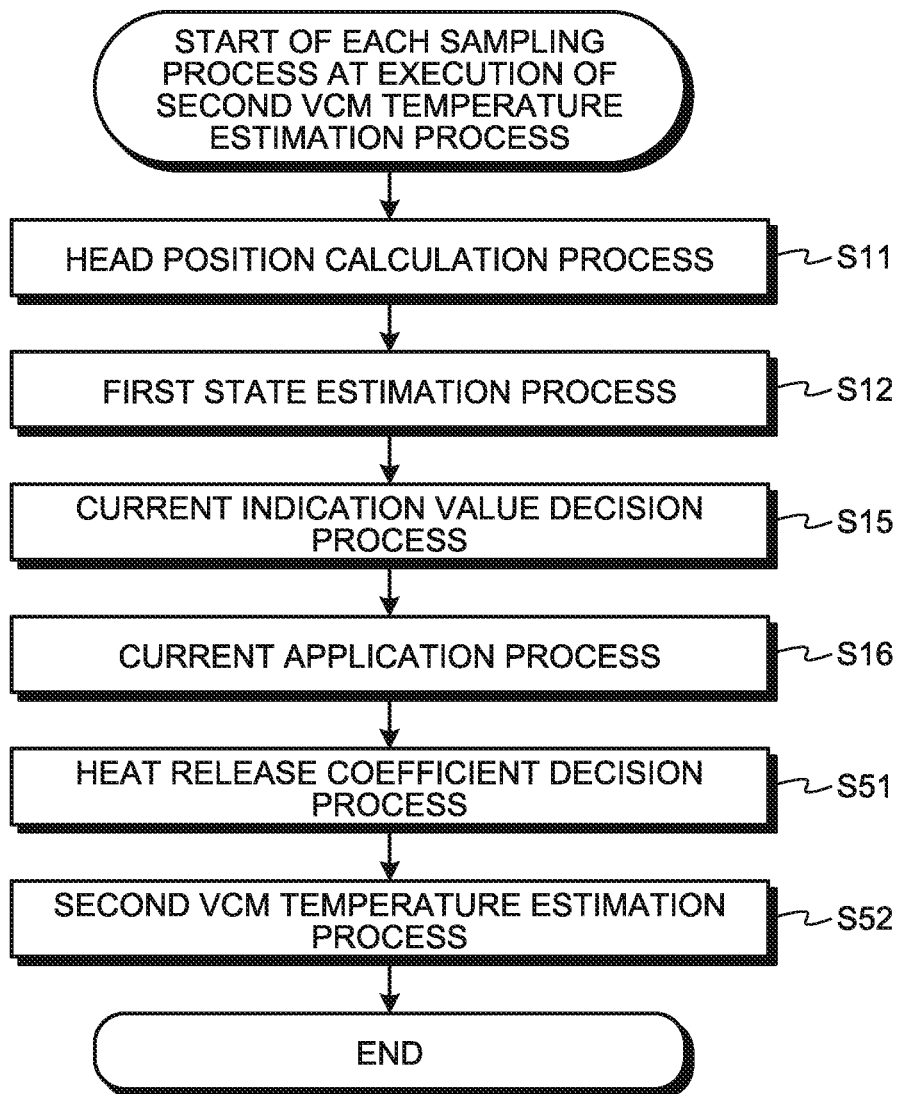 START OF EACH SAMPLING
PROCESS AT EXECUTION OF
SECOND VCM TEMPERATURE
ESTIMATION PROCESS
HEAD POSITION CALCULATION PROCESS
S11
FIRST STATE ESTIMATION PROCESS
S12
CURRENT INDICATION VALUE DECISION
PROCESS
S15
CURRENT APPLICATION PROCESS
S16
HEAT RELEASE COEFFICIENT DECISION
PROCESS
S51
SECOND VCM TEMPERATURE ESTIMATION
PROCESS
S52
END